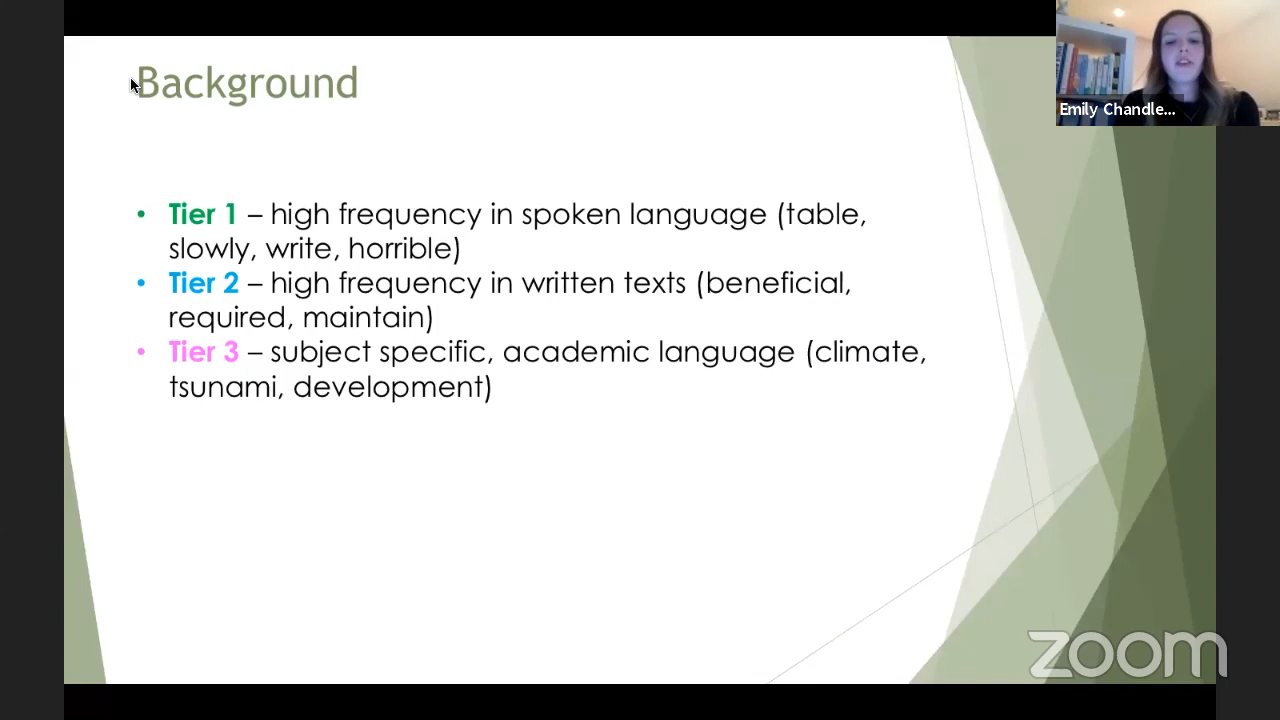 Background
Emily Chandle...
• Tier 1 – high frequency in spoken language (table,
slowly, write, horrible)
• Tier 2 – high frequency in written texts (beneficial,
required, maintain)
• Tier 3 – subject specific, academic language (climate,
tsunami, development)
zoom